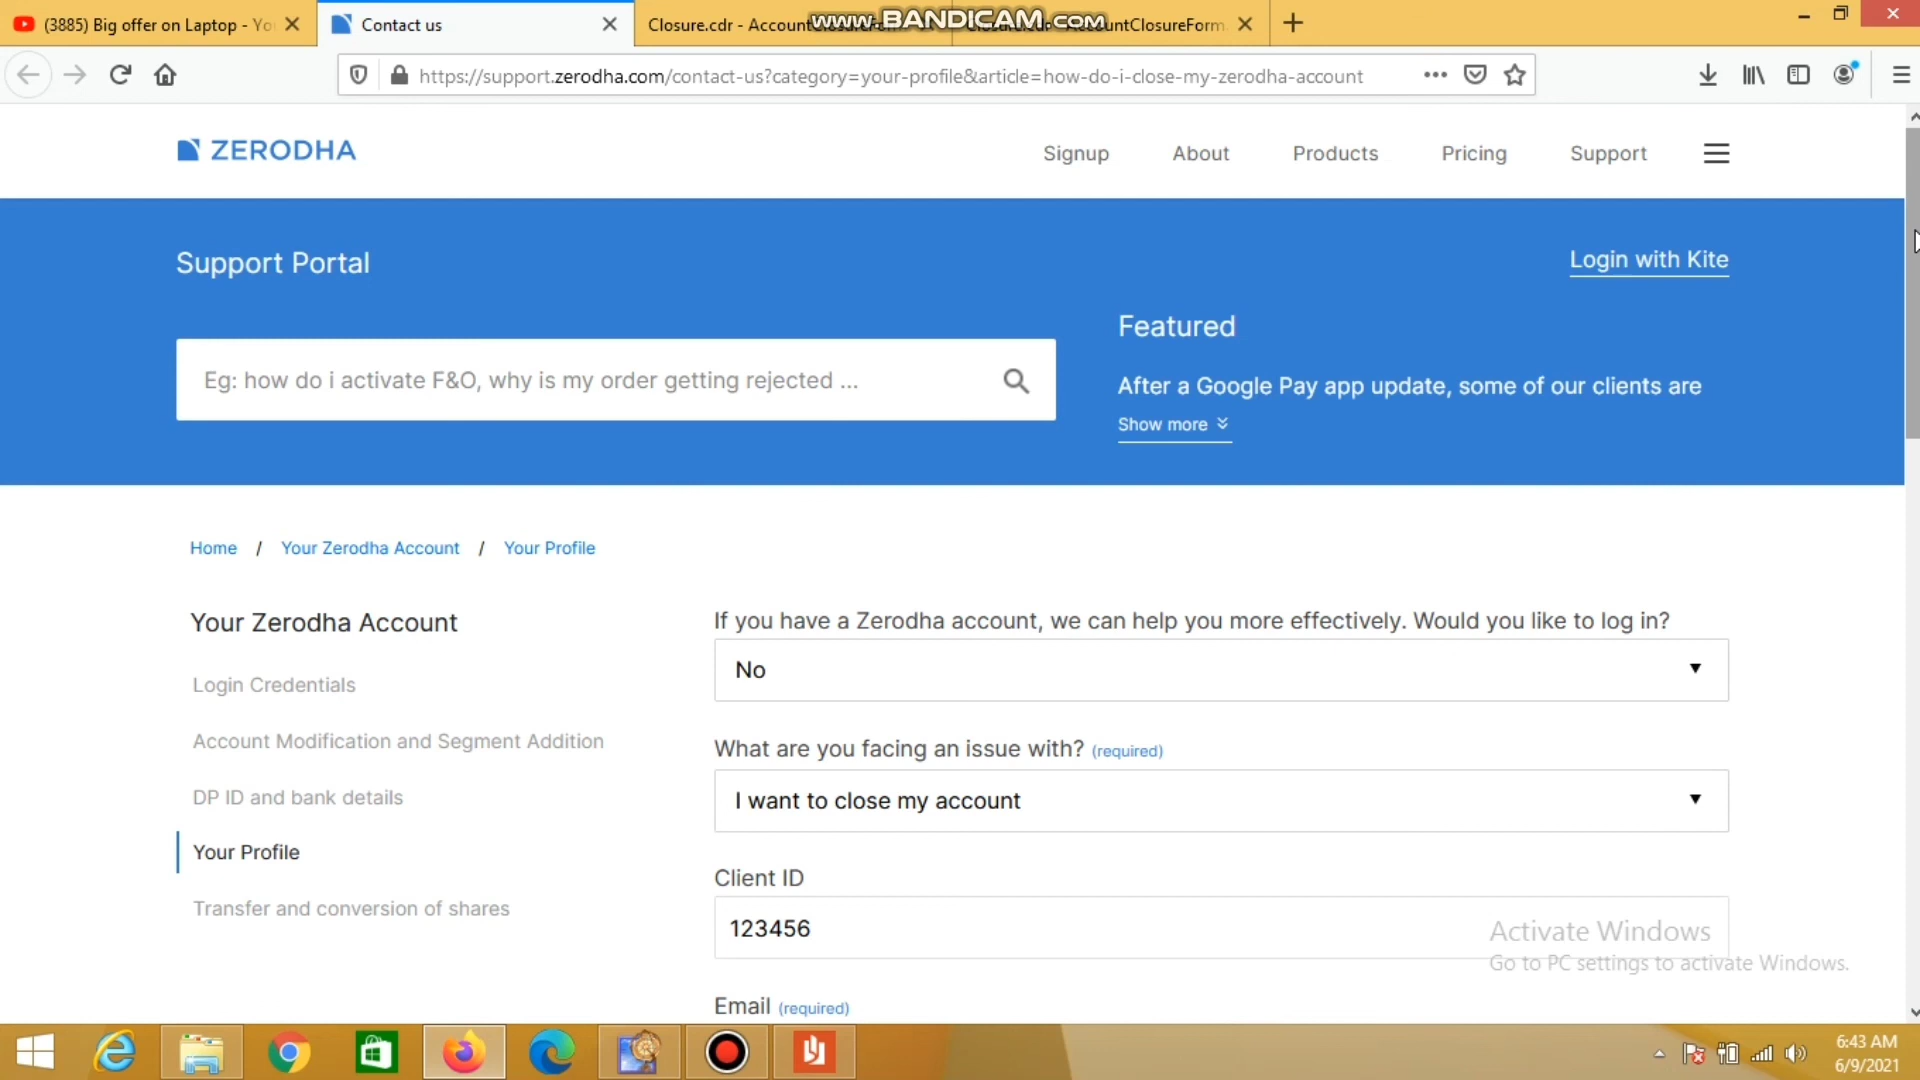 (3885) Big offer on Laptop - Yo
Contact us
Closure.cdr - Account
AccountClosureForm.
www.BANDICAM.com
https://support.zerodha.com/contact-us?category=your-profile&article=how-do-i-close-my-zerodha-account
ZERODHA
Signup
About
Products
Pricing
Support
Support Portal
Login with Kite
Eg: how do i activate F&O, why is my order getting rejected ...
Featured
After a Google Pay app update, some of our clients are
Show more
Home / Your Zerodha Account / Your Profile
Your Zerodha Account
Login Credentials
Account Modification and Segment Addition
DP ID and bank details
Your Profile
Transfer and conversion of shares
If you have a Zerodha account, we can help you more effectively. Would you like to log in?
No
What are you facing an issue with? (required)
I want to close my account
Client ID
123456
Email (required)
Activate Windows
Go to PC settings to activate Windows.
6:43 AM
6/9/2021